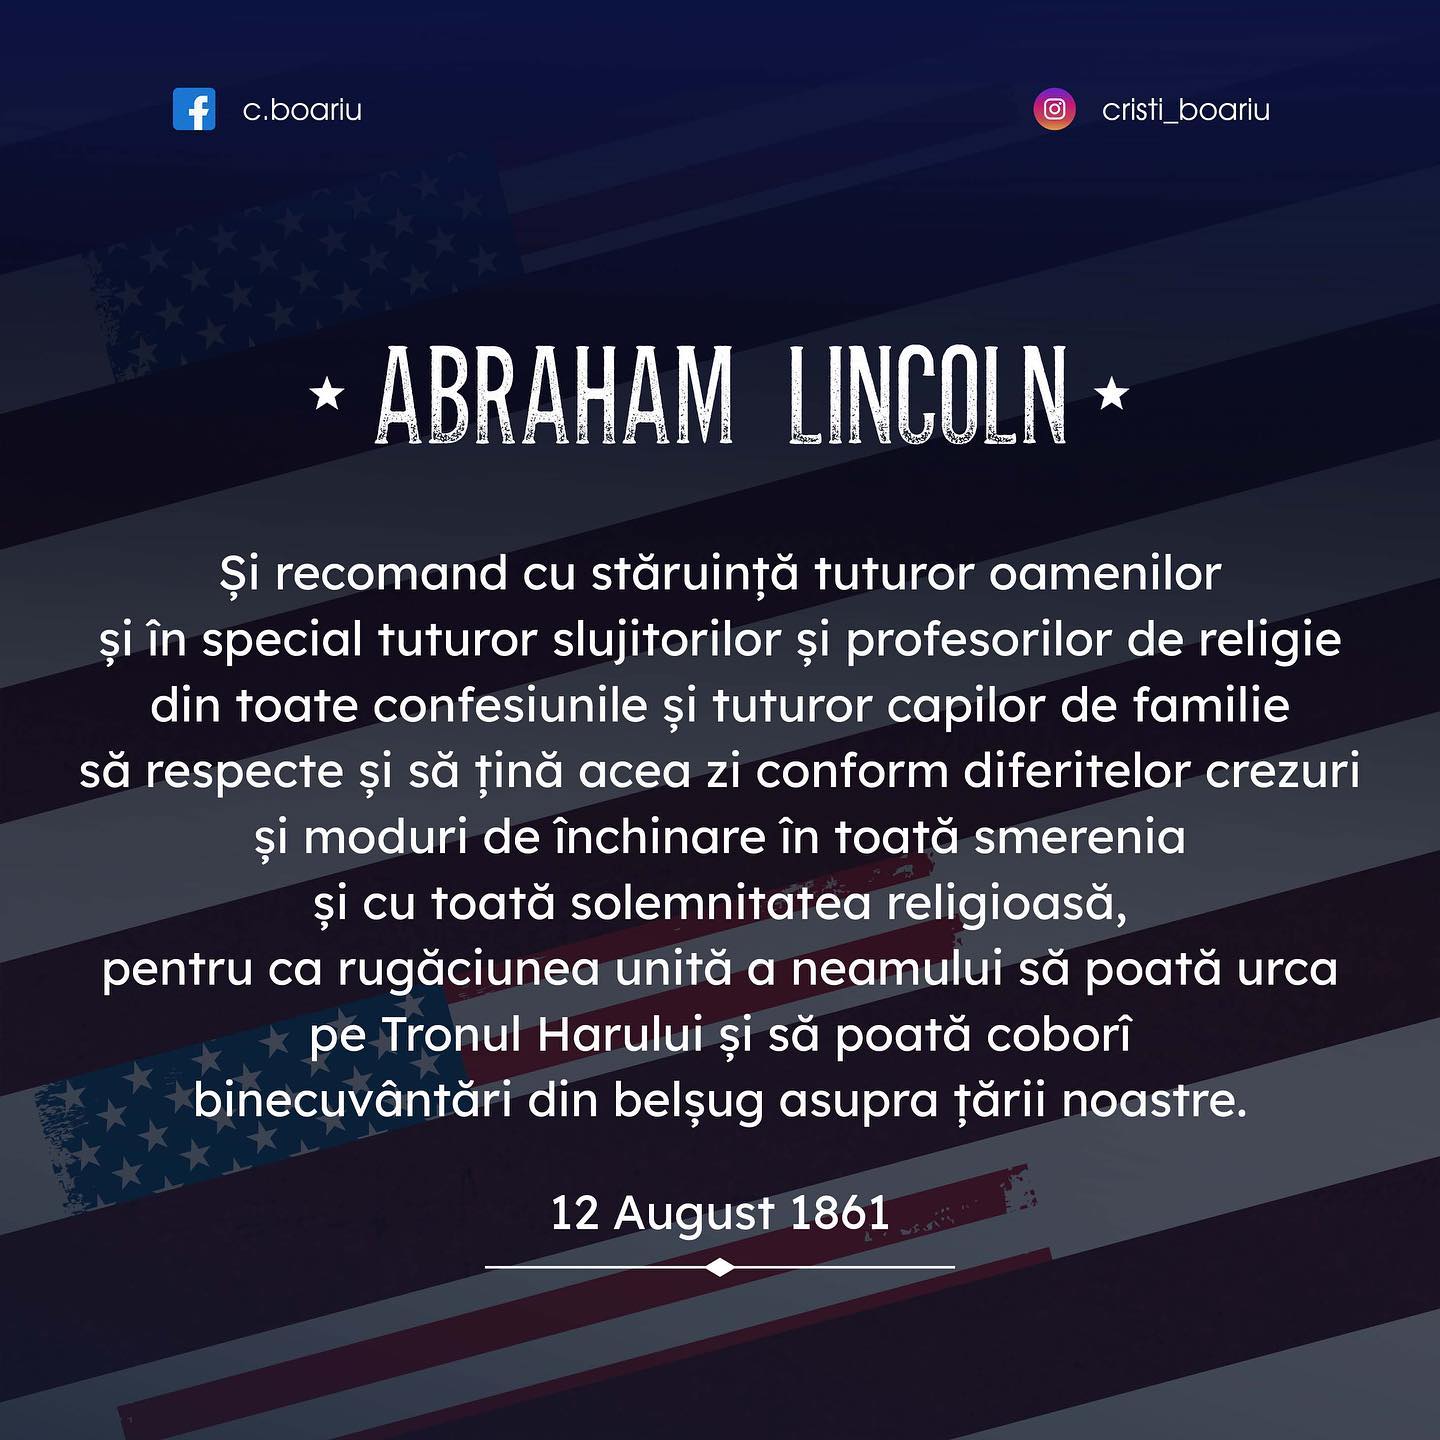 c.boariu
cristi_boariu
ABRAHAM LINCOLN
Și recomand cu stăruință tuturor oamenilor
și în special tuturor slujitorilor și profesorilor de religie
din toate confesiunile și tuturor capilor de familie
să respecte și să țină acea zi conform diferitelor crezuri
și moduri de închinare în toată smerenia
și cu toată solemnitatea religioasă,
pentru ca rugăciunea unită a neamului să poată urca
pe Tronul Harului și să poată coborî
binecuvântări din belșug asupra țării noastre.
12 August 1861